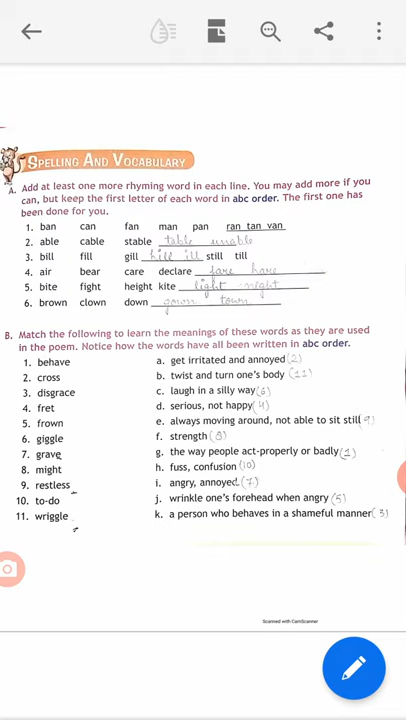 SPELLING AND VOCABULARY
A. Add at least one more rhyming word in each line. You may add more if you
can, but keep the first letter of each word in abc order. The first one has
been done for you.
1. ban can fan man pan ran tan van
2. able cable stable table unable
3. bill fill gill hill ill still till
4. air bear care declare fare hare
5. bite fight height kite light night
6. brown clown down gown town
B. Match the following to learn the meanings of these words as they are used
in the poem. Notice how the words have all been written in abc order.
1. behave a. get irritated and annoyed (2)
2. cross b. twist and turn one's body (11)
3. disgrace c. laugh in a silly way (6)
4. fret d. serious, not happy (4)
5. frown e. always moving around, not able to sit still (9)
6. giggle f. strength (8)
7. grave g. the way people act-properly or badly (1)
8. might h. fuss, confusion (10)
9. restless i. angry, annoyed. (7)
10. to-do j. wrinkle one's forehead when angry (5)
11. wriggle k. a person who behaves in a shameful manner (3)
Scanned with CamScanner